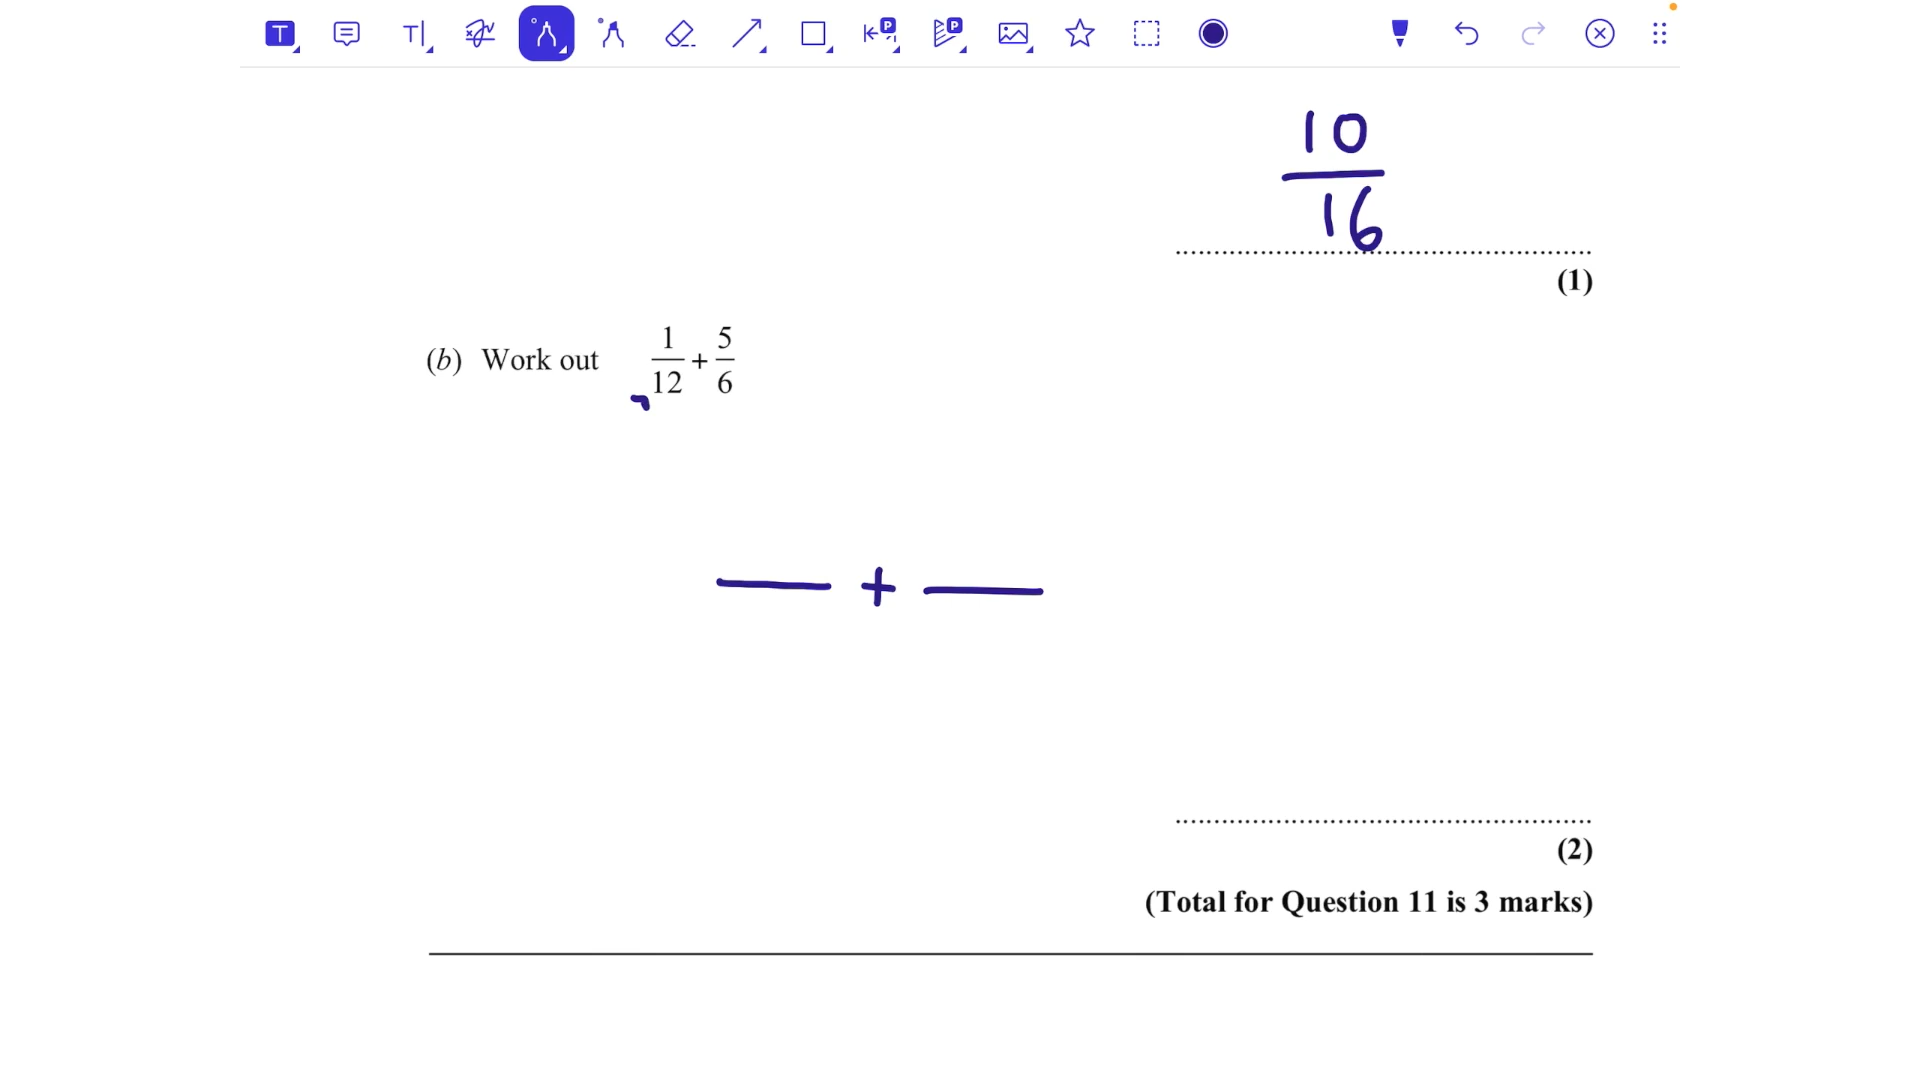 10
16
(1)
(b) Work out 1/12 + 5/6
+
(2)
(Total for Question 11 is 3 marks)